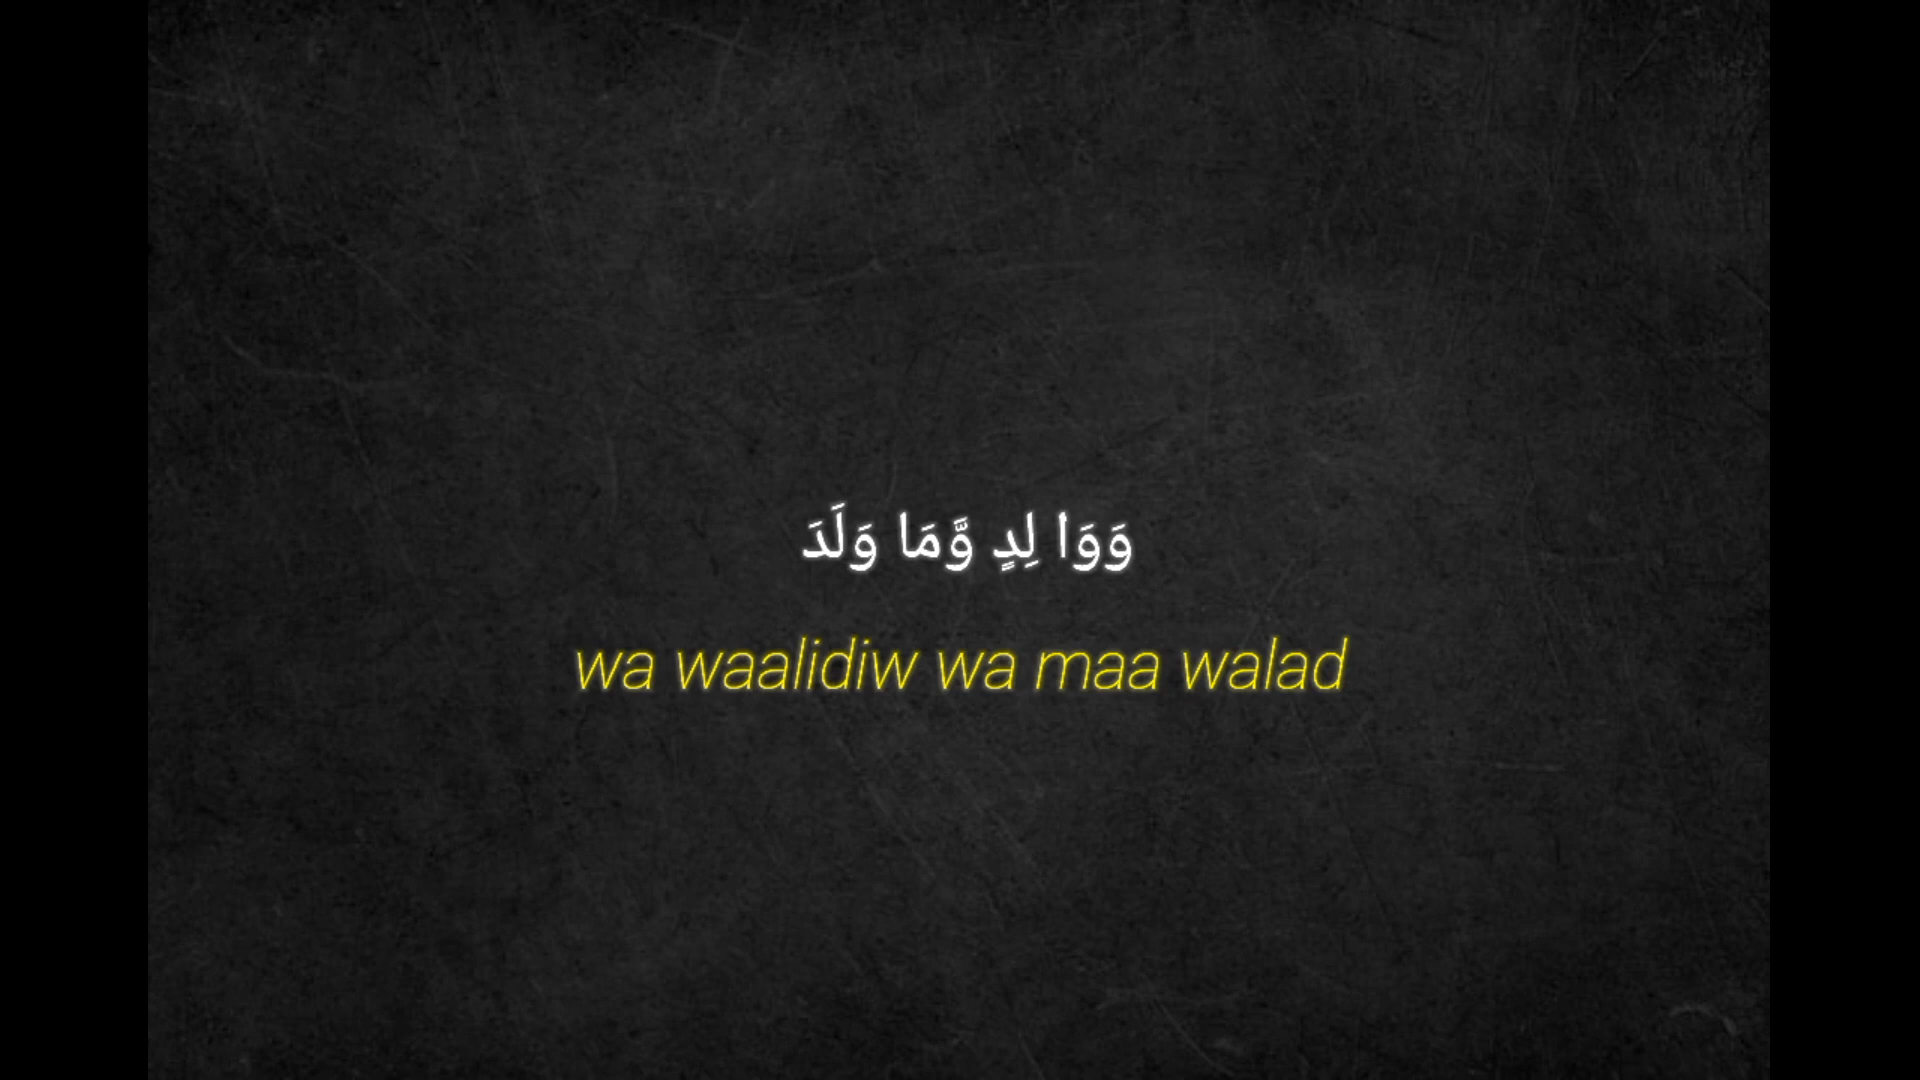 وَوَا لِدٍ وَّمَا وَلَدَ
wa waalidiw wa maa walad